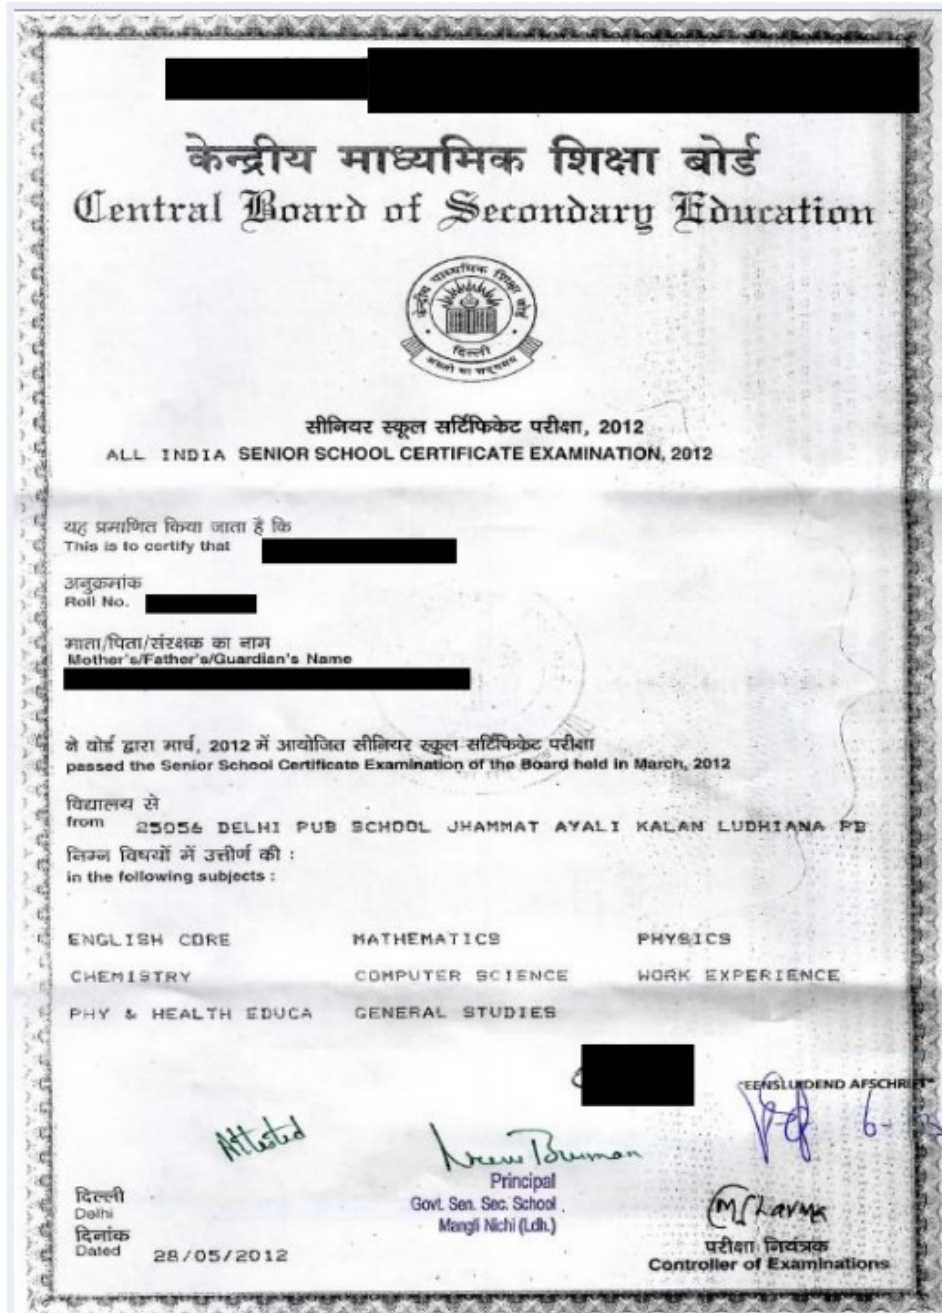 केन्द्रीय माध्यमिक शिक्षा बोर्ड
Central Board of Secondary Education
केन्द्रीय माध्यमिक शिक्षा बोर्ड
दिल्ली
असतो मा सद्गमय
सीनियर स्कूल सर्टिफिकेट परीक्षा, 2012
ALL INDIA SENIOR SCHOOL CERTIFICATE EXAMINATION, 2012
यह प्रमाणित किया जाता है कि
This is to certify that
अनुक्रमांक
Roll No.
माता/पिता/संरक्षक का नाम
Mother's/Father's/Guardian's Name
ने बोर्ड द्वारा मार्च, 2012 में आयोजित सीनियर स्कूल सर्टिफिकेट परीक्षा
passed the Senior School Certificate Examination of the Board held in March, 2012
विद्यालय से
from 25056 DELHI PUB SCHOOL JHAMMAT AYALI KALAN LUDHIANA PB
निम्न विषयों में उत्तीर्ण की :
in the following subjects :
ENGLISH CORE MATHEMATICS PHYSICS
CHEMISTRY COMPUTER SCIENCE WORK EXPERIENCE
PHY & HEALTH EDUCA GENERAL STUDIES
"EENSLUIDEND AFSCHRIFT"
Attested
Principal
Govt. Sen. Sec. School
Mangli Nichi (Ldh.)
दिल्ली
Delhi
दिनांक
Dated 28/05/2012
M Sharma
परीक्षा नियंत्रक
Controller of Examinations